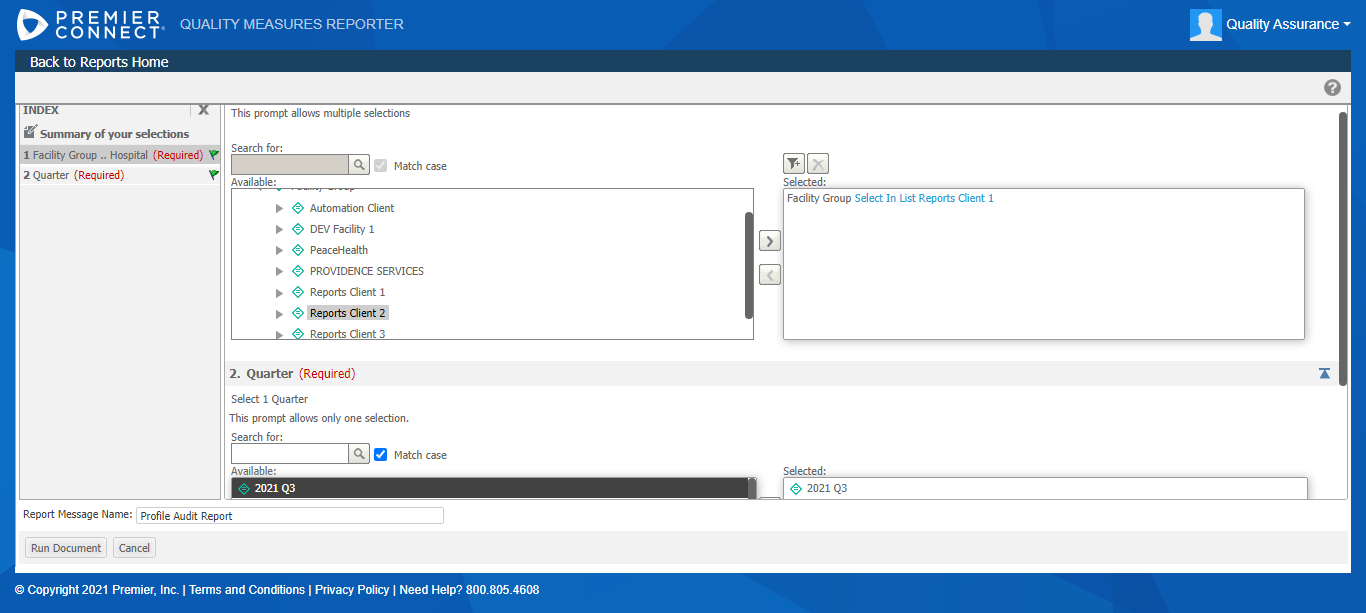 PREMIER CONNECT® QUALITY MEASURES REPORTER
Quality Assurance
Back to Reports Home
?
INDEX X
Summary of your selections
1 Facility Group .. Hospital (Required)
2 Quarter (Required)
This prompt allows multiple selections
Search for:
Match case
Available:
Facility Group
Automation Client
DEV Facility 1
PeaceHealth
PROVIDENCE SERVICES
Reports Client 1
Reports Client 2
Reports Client 3
Selected:
Facility Group Select In List Reports Client 1
2. Quarter (Required)
Select 1 Quarter
This prompt allows only one selection.
Search for:
Match case
Available:
2021 Q3
Selected:
2021 Q3
Report Message Name: Profile Audit Report
Run Document Cancel
© Copyright 2021 Premier, Inc. | Terms and Conditions | Privacy Policy | Need Help? 800.805.4608